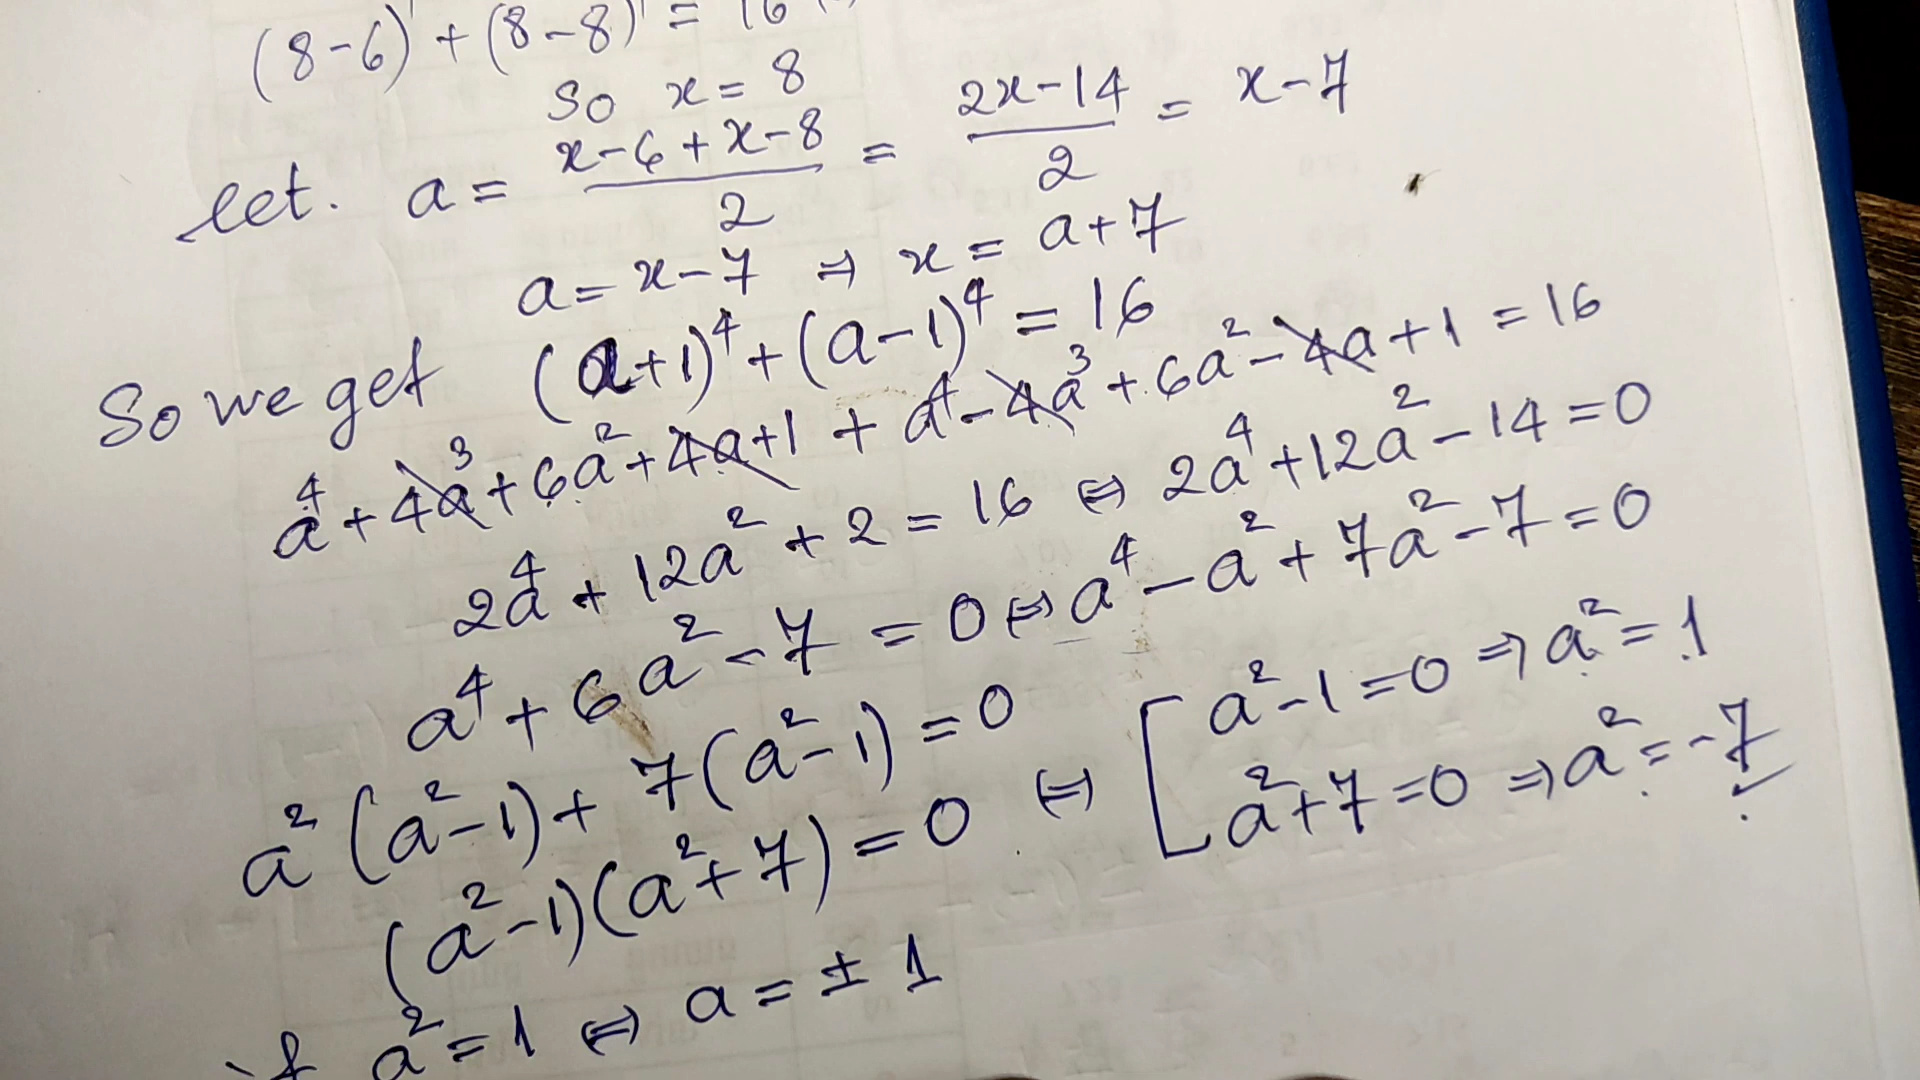 (8-6)⁴+(8-8)⁴ = 16
So x = 8
let. a = (x-6+x-8)/2 = (2x-14)/2 = x-7
a = x-7 ⇒ x = a+7
So we get (a+1)⁴+(a-1)⁴ = 16
a⁴+4a³+6a²+4a+1 + a⁴-4a³+6a²-4a+1 = 16
2a⁴+12a²+2 = 16 ⇔ 2a⁴+12a²-14=0
a⁴+6a²-7 = 0 ⇔ a⁴-a²+7a²-7=0
a²(a²-1)+7(a²-1)=0
(a²-1)(a²+7)=0 ⇔ [a²-1=0 ⇒ a²=1
a²+7=0 ⇒ a²=-7
if a²=1 ⇔ a=±1